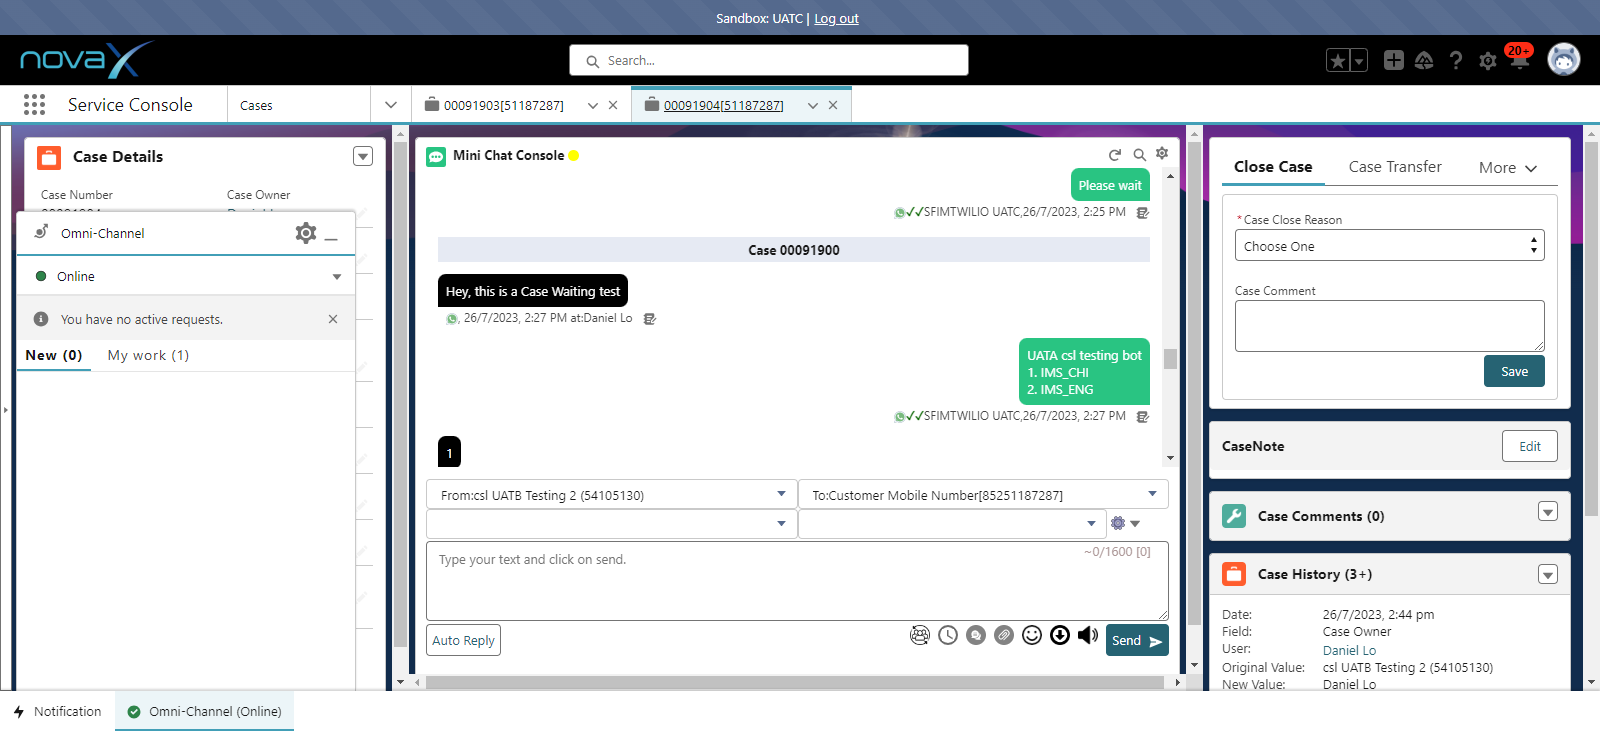 Sandbox: UATC | Log out
novaX
Search...
20+
Service Console
Cases
00091903[51187287]
00091904[51187287]
Case Details
Case Number
Case Owner
Omni-Channel
Online
You have no active requests.
New (0)
My work (1)
Mini Chat Console
Please wait
SFIMTWILIO UATC,26/7/2023, 2:25 PM
Case 00091900
Hey, this is a Case Waiting test
, 26/7/2023, 2:27 PM at:Daniel Lo
UATA csl testing bot
1. IMS_CHI
2. IMS_ENG
SFIMTWILIO UATC,26/7/2023, 2:27 PM
1
From:csl UATB Testing 2 (54105130)
To:Customer Mobile Number[85251187287]
Type your text and click on send.
~0/1600 [0]
Auto Reply
Send
Close Case
Case Transfer
More
*Case Close Reason
Choose One
Case Comment
Save
CaseNote
Edit
Case Comments (0)
Case History (3+)
Date: 26/7/2023, 2:44 pm
Field: Case Owner
User: Daniel Lo
Original Value: csl UATB Testing 2 (54105130)
New Value: Daniel Lo
Notification
Omni-Channel (Online)